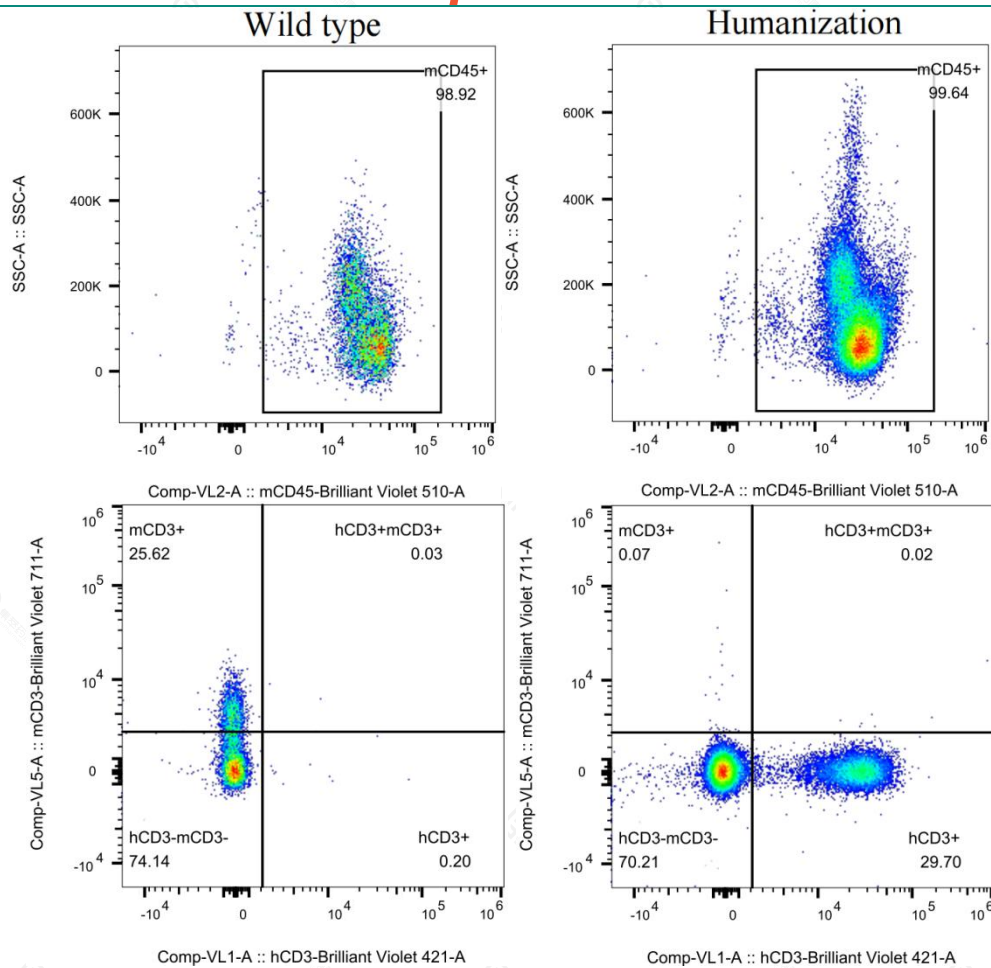 Wild type
Humanization
mCD45+
98.92
600K
400K
200K
0
SSC-A :: SSC-A
-10^4 0 10^4 10^5 10^6
Comp-VL2-A :: mCD45-Brilliant Violet 510-A
mCD45+
99.64
600K
400K
200K
0
SSC-A :: SSC-A
-10^4 0 10^4 10^5 10^6
Comp-VL2-A :: mCD45-Brilliant Violet 510-A
mCD3+
25.62
hCD3+mCD3+
0.03
hCD3-mCD3-
74.14
hCD3+
0.20
10^6
10^5
10^4
0
-10^4
Comp-VL5-A :: mCD3-Brilliant Violet 711-A
-10^4 0 10^4 10^5 10^6
Comp-VL1-A :: hCD3-Brilliant Violet 421-A
mCD3+
0.07
hCD3+mCD3+
0.02
hCD3-mCD3-
70.21
hCD3+
29.70
10^6
10^5
10^4
0
-10^4
Comp-VL5-A :: mCD3-Brilliant Violet 711-A
-10^4 0 10^4 10^5 10^6
Comp-VL1-A :: hCD3-Brilliant Violet 421-A